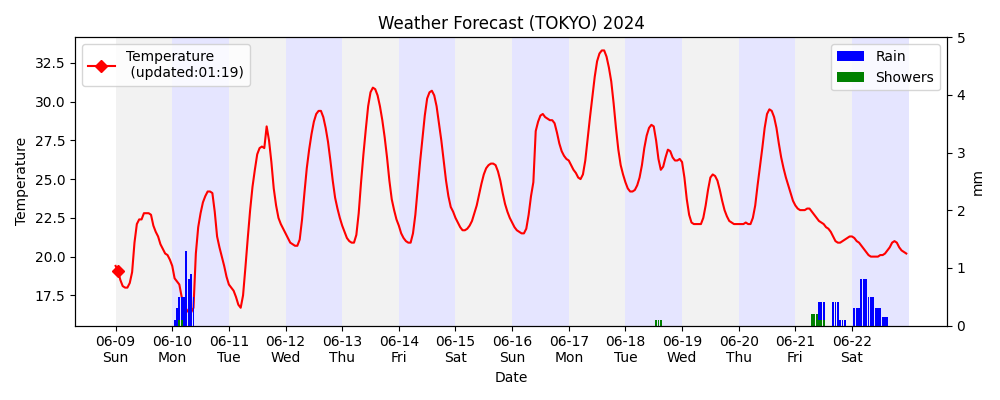 Weather Forecast (TOKYO) 2024
Temperature
(updated:01:19)
Rain
Showers
Temperature
32.5
30.0
27.5
25.0
22.5
20.0
17.5
5
4
3
2
1
0
mm
06-09 06-10 06-11 06-12 06-13 06-14 06-15 06-16 06-17 06-18 06-19 06-20 06-21 06-22
Sun Mon Tue Wed Thu Fri Sat Sun Mon Tue Wed Thu Fri Sat
Date